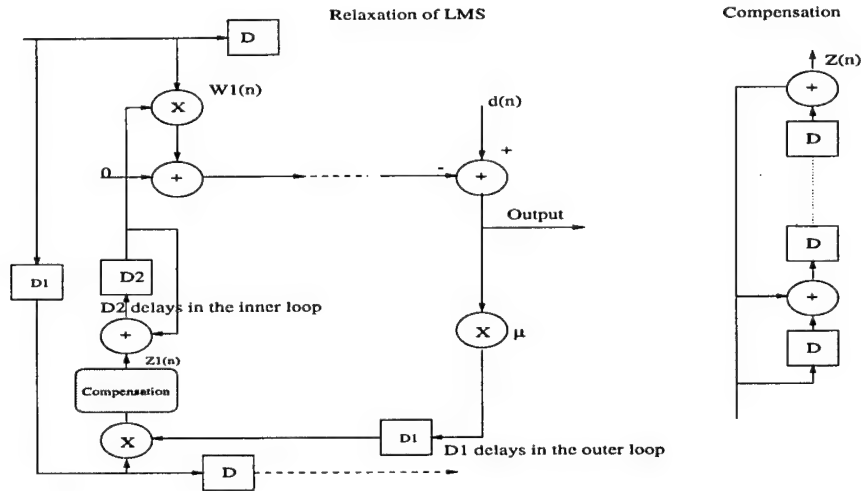 Relaxation of LMS
Compensation
D
Z(n)
W1(n)
X
d(n)
+
D
+
0
+
-
+
Output
D
D1
D2
D2 delays in the inner loop
+
+
X
μ
Z1(n)
D
Compensation
X
D1
D1 delays in the outer loop
D